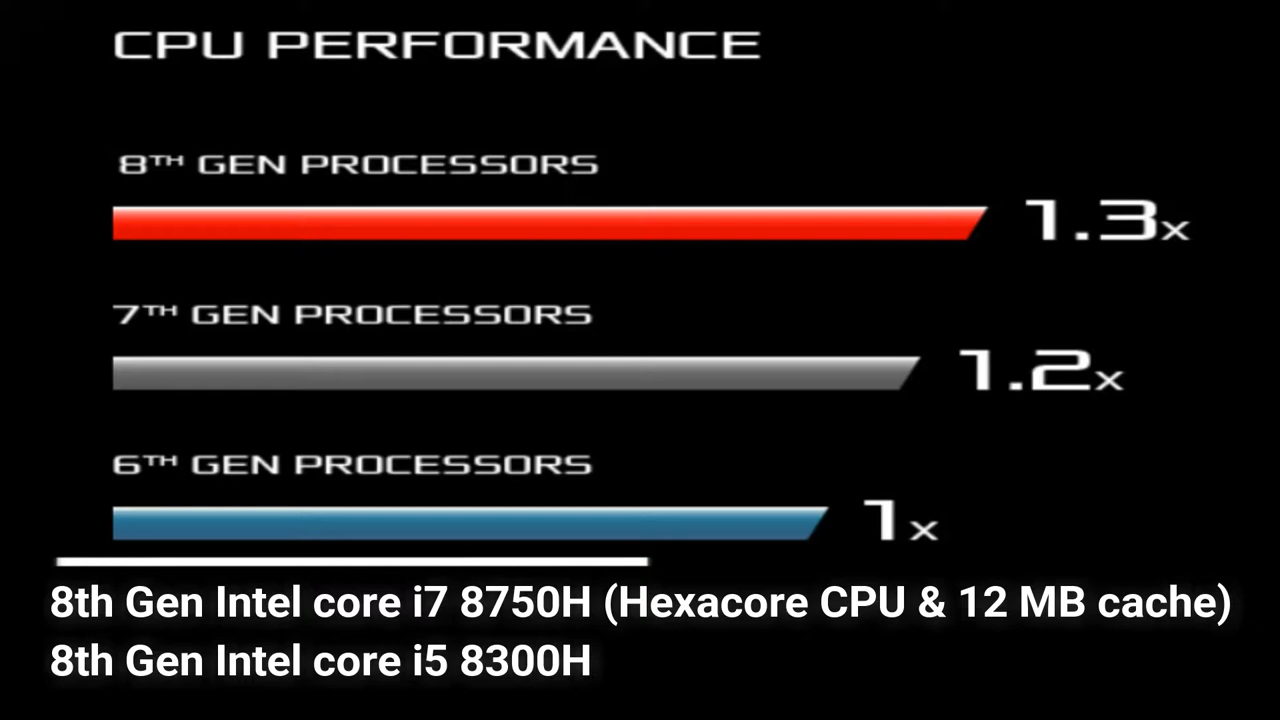 CPU PERFORMANCE
8TH GEN PROCESSORS
1.3x
7TH GEN PROCESSORS
1.2x
6TH GEN PROCESSORS
1x
8th Gen Intel core i7 8750H (Hexacore CPU & 12 MB cache)
8th Gen Intel core i5 8300H